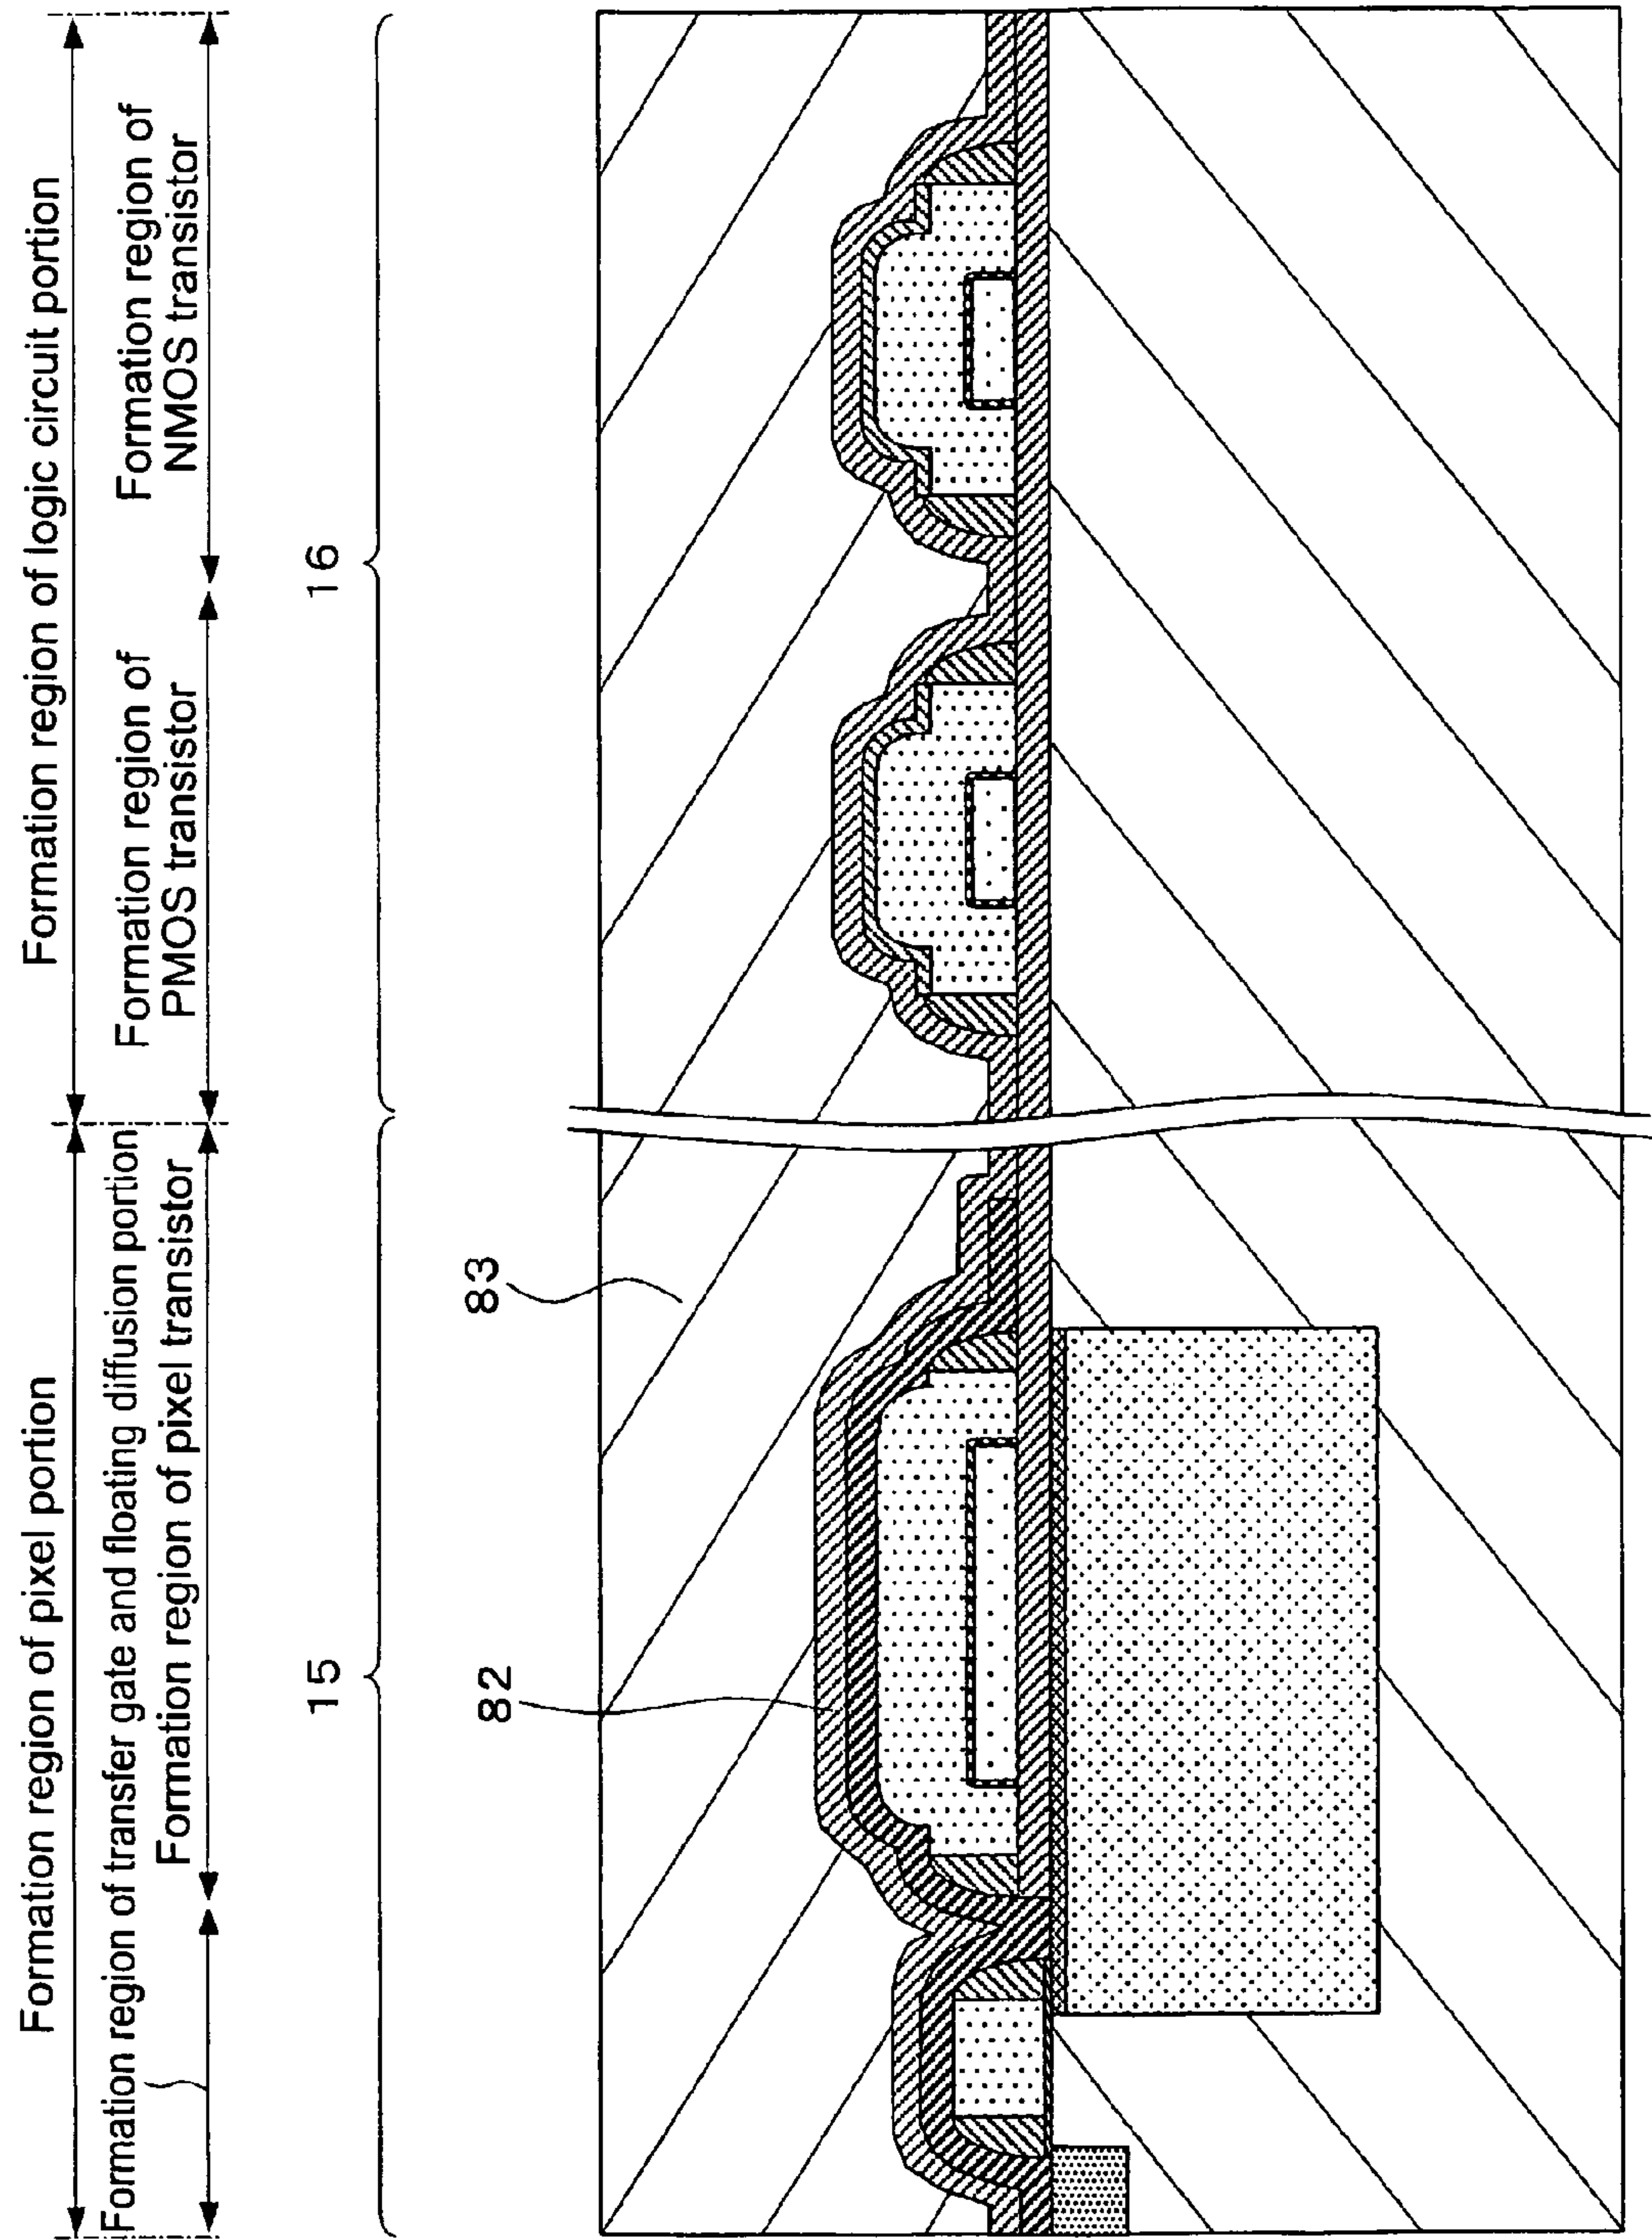 Formation region of pixel portion
Formation region of logic circuit portion
Formation region of transfer gate and floating diffusion portion
Formation region of pixel transistor
Formation region of
PMOS transistor
Formation region of
NMOS transistor
15
16
82
83